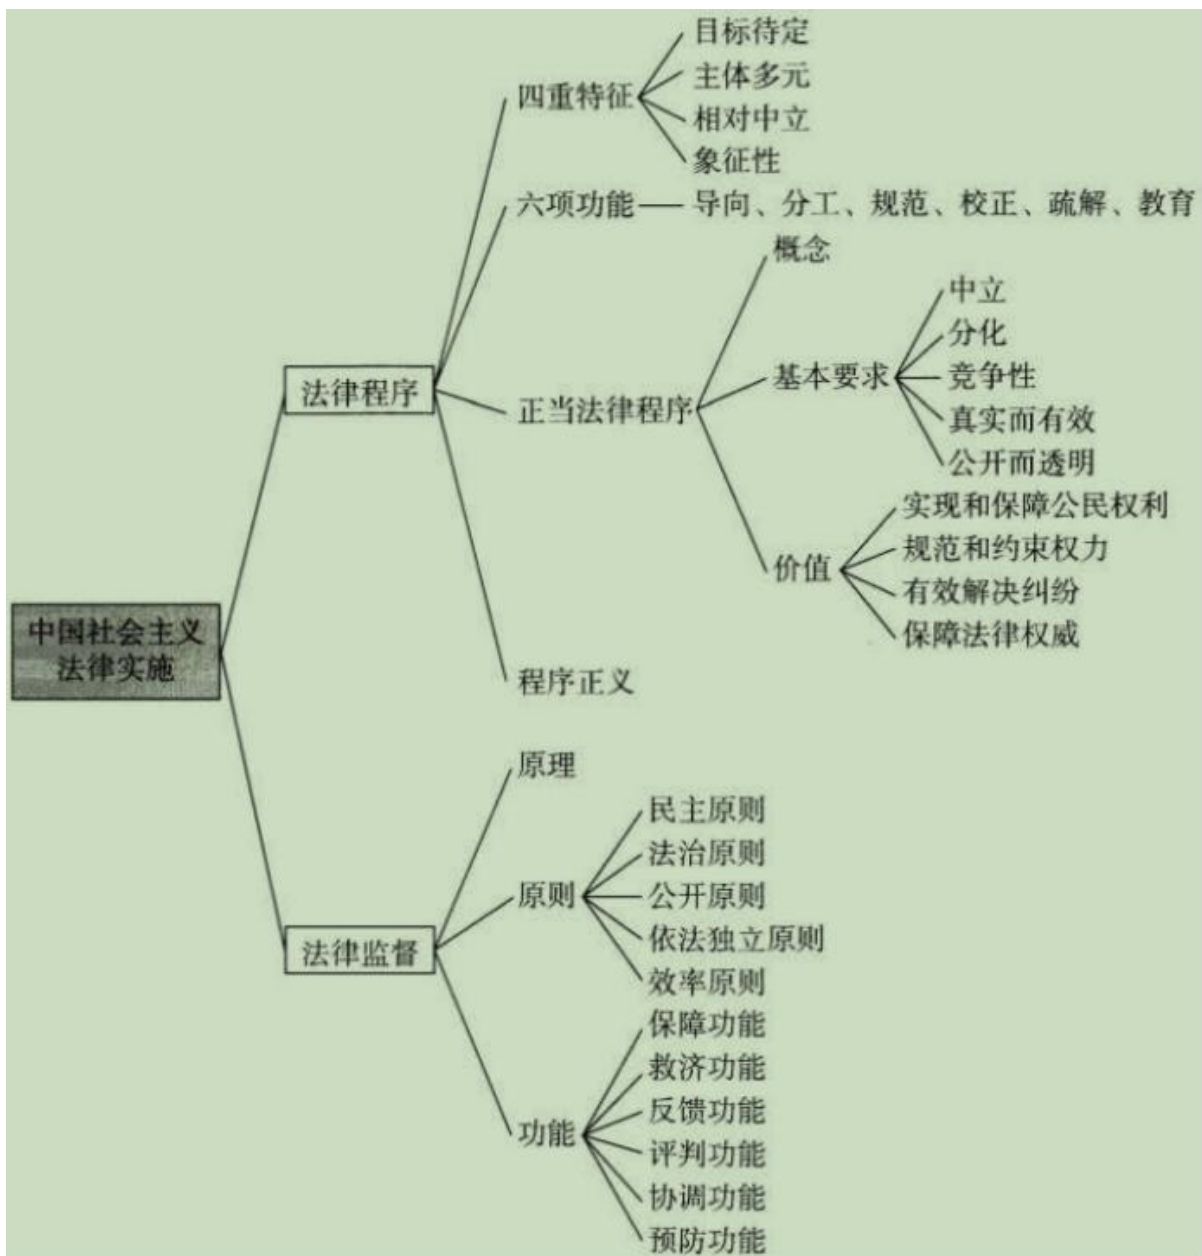 目标待定
主体多元
四重特征
相对中立
象征性
六项功能
导向、分工、规范、校正、疏解、教育
概念
中立
分化
法律程序
基本要求
竞争性
正当法律程序
真实而有效
公开而透明
实现和保障公民权利
规范和约束权力
价值
有效解决纠纷
保障法律权威
中国社会主义
法律实施
程序正义
原理
民主原则
法治原则
原则
公开原则
依法独立原则
法律监督
效率原则
保障功能
救济功能
反馈功能
功能
评判功能
协调功能
预防功能